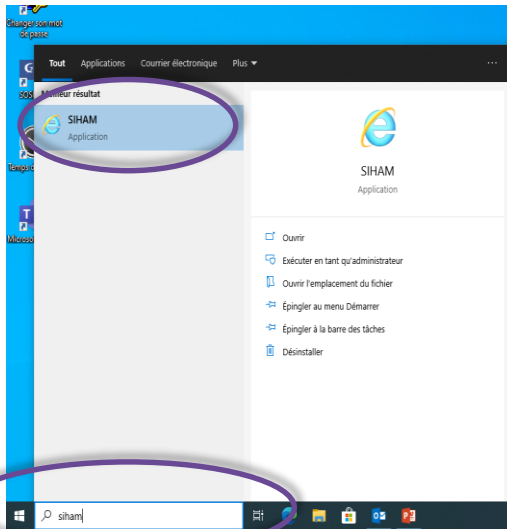 Changer son mot
de passe
Tout Applications Courrier électronique Plus
...
SOS
Meilleur résultat
SIHAM
Application
SIHAM
Application
Temps
Microso
Ouvrir
Exécuter en tant qu'administrateur
Ouvrir l'emplacement du fichier
Épingler au menu Démarrer
Épingler à la barre des tâches
Désinstaller
siham